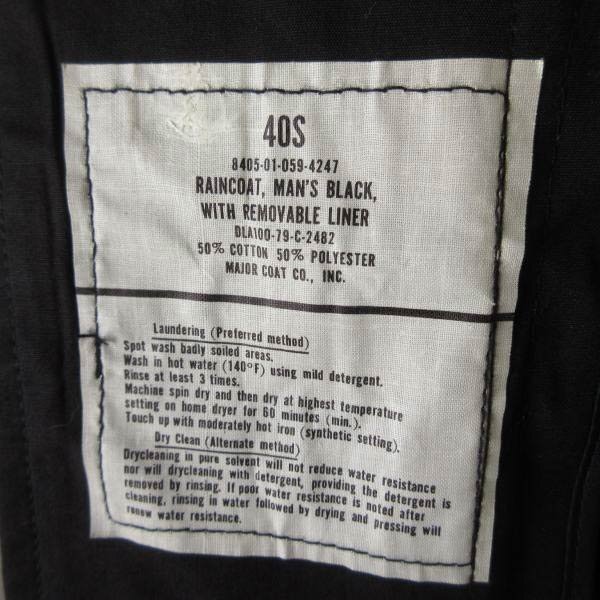 40S
8405-01-059-4247
RAINCOAT, MAN'S BLACK,
WITH REMOVABLE LINER
DLA100-79-C-2482
50% COTTON 50% POLYESTER
MAJOR COAT CO., INC.
Laundering (Preferred method)
Spot wash badly soiled areas.
Wash in hot water (140°F) using mild detergent.
Rinse at least 3 times.
Machine spin dry and then dry at highest temperature
setting on home dryer for 60 minutes (min.).
Touch up with moderately hot iron (synthetic setting).
Dry Clean (Alternate method)
Drycleaning in pure solvent will not reduce water resistance
nor will drycleaning with detergent, providing the detergent is
removed by rinsing. If poor water resistance is noted after
cleaning, rinsing in water followed by drying and pressing will
renew water resistance.